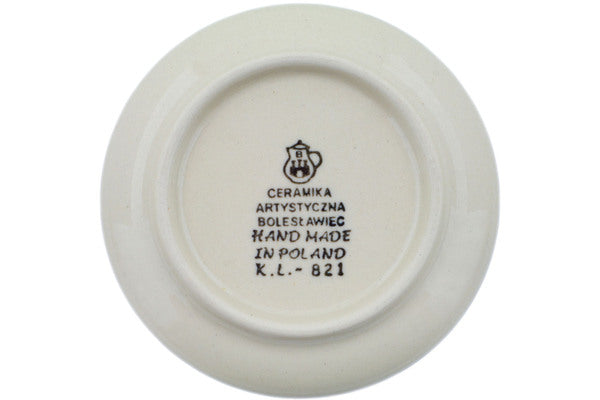 B
CERAMIKA
ARTYSTYCZNA
BOLESŁAWIEC
HAND MADE
IN POLAND
K.L.- 821